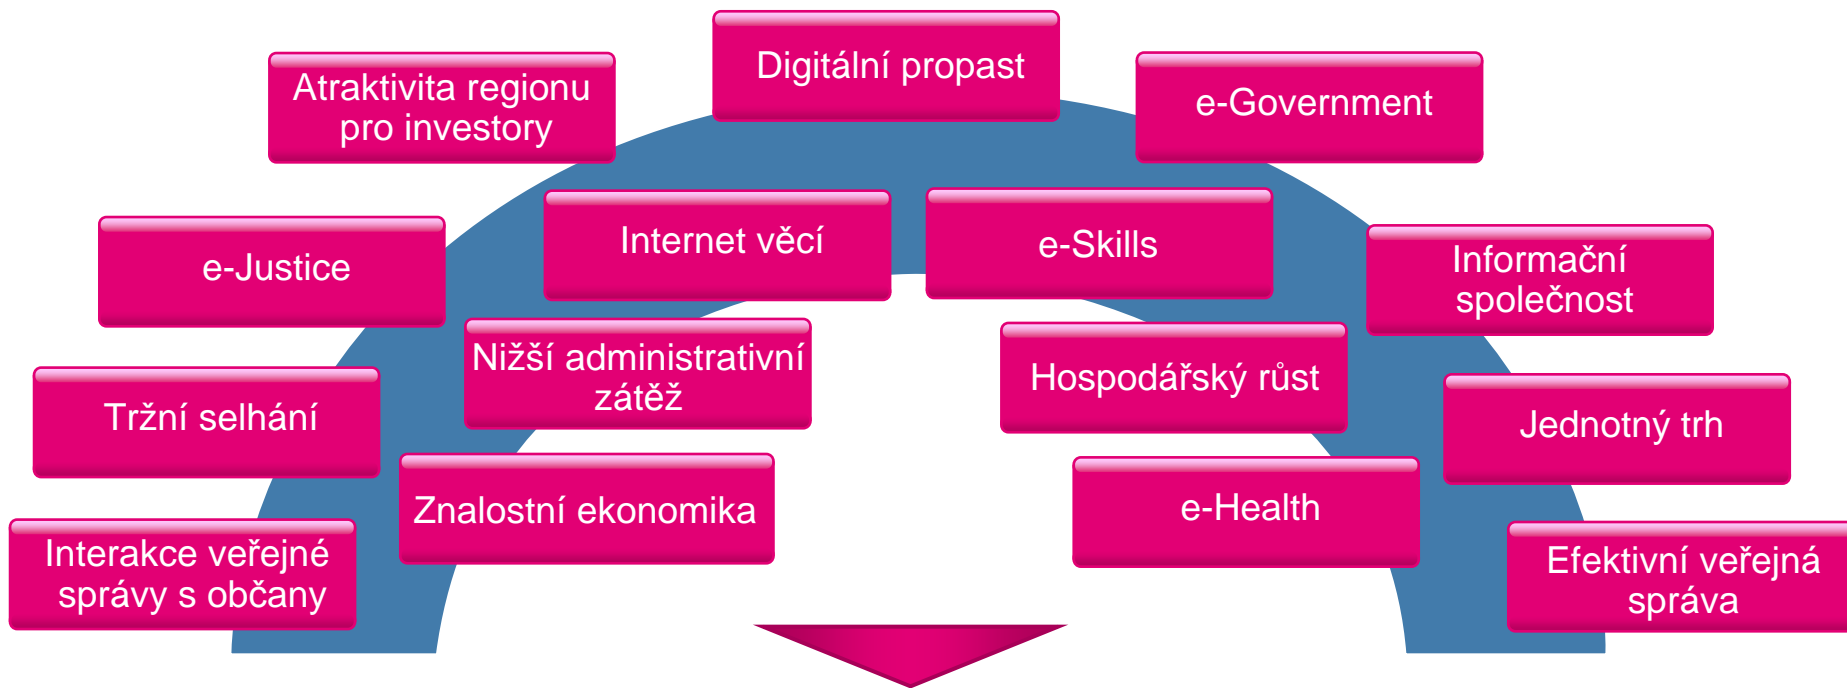 Digitální propast
Atraktivita regionu
pro investory
e-Government
Internet věcí
e-Skills
e-Justice
Informační
společnost
Nižší administrativní
zátěž
Hospodářský růst
Tržní selhání
Jednotný trh
Znalostní ekonomika
e-Health
Interakce veřejné
správy s občany
Efektivní veřejná
správa